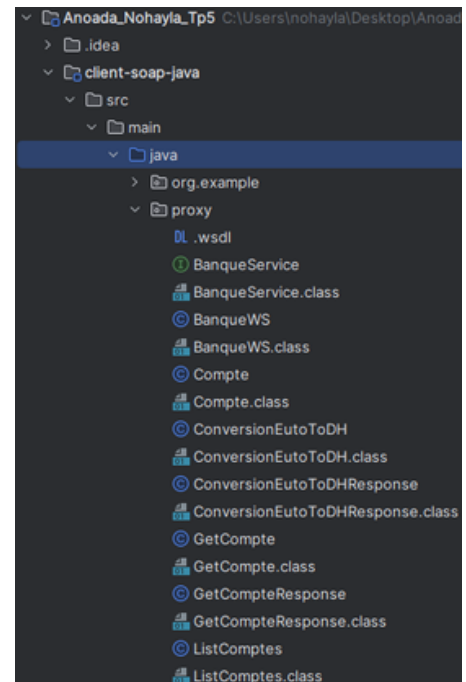 Anoada_Nohayla_Tp5 C:\Users\nohayla\Desktop\Anoad
.idea
client-soap-java
src
main
java
org.example
proxy
DL .wsdl
I BanqueService
BanqueService.class
C BanqueWS
BanqueWS.class
C Compte
Compte.class
C ConversionEutoToDH
ConversionEutoToDH.class
C ConversionEutoToDHResponse
ConversionEutoToDHResponse.class
C GetCompte
GetCompte.class
C GetCompteResponse
GetCompteResponse.class
C ListComptes
ListComptes.class